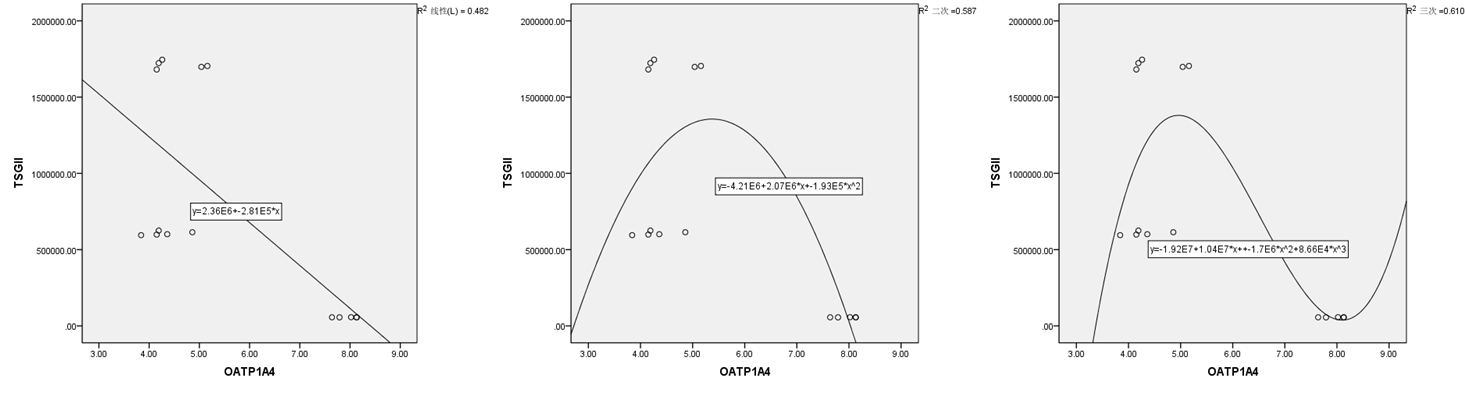 R² 线性(L) = 0.482
2000000.00
1500000.00
1000000.00
500000.00
.00
TSGII
y=2.36E6+-2.81E5*x
3.00 4.00 5.00 6.00 7.00 8.00 9.00
OATP1A4
R² 二次 =0.587
2000000.00
1500000.00
1000000.00
500000.00
.00
TSGII
y=-4.21E6+2.07E6*x+-1.93E5*x^2
3.00 4.00 5.00 6.00 7.00 8.00 9.00
OATP1A4
R² 三次 =0.610
2000000.00
1500000.00
1000000.00
500000.00
.00
TSGII
y=-1.92E7+1.04E7*x++-1.7E6*x^2+8.66E4*x^3
3.00 4.00 5.00 6.00 7.00 8.00 9.00
OATP1A4